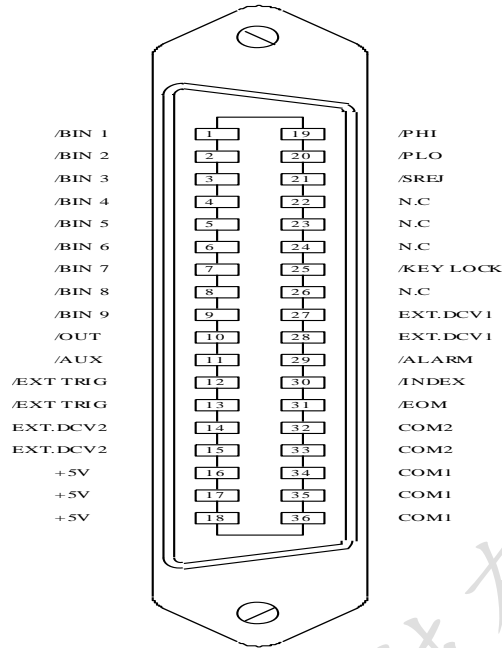 /BIN 1 1 19 /PHI
/BIN 2 2 20 /PLO
/BIN 3 3 21 /SREJ
/BIN 4 4 22 N.C
/BIN 5 5 23 N.C
/BIN 6 6 24 N.C
/BIN 7 7 25 /KEY LOCK
/BIN 8 8 26 N.C
/BIN 9 9 27 EXT.DCV1
/OUT 10 28 EXT.DCV1
/AUX 11 29 /ALARM
/EXT TRIG 12 30 /INDEX
/EXT TRIG 13 31 /EOM
EXT.DCV2 14 32 COM2
EXT.DCV2 15 33 COM2
+5V 16 34 COM1
+5V 17 35 COM1
+5V 18 36 COM1